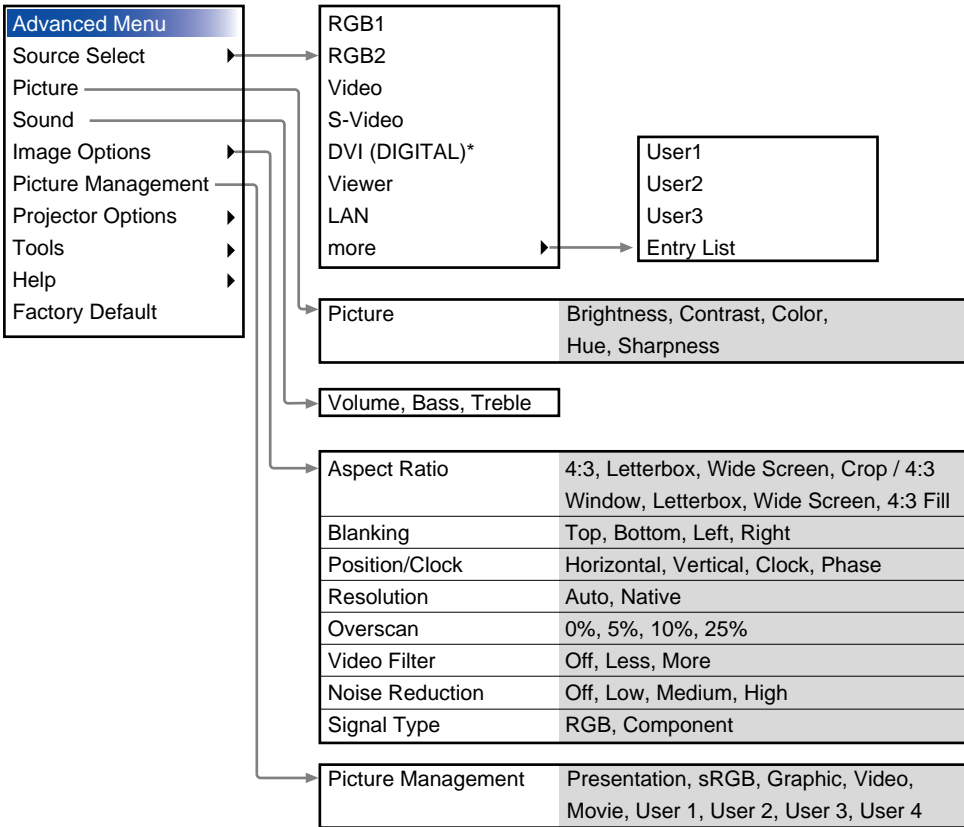 Advanced Menu
Source Select
Picture
Sound
Image Options
Picture Management
Projector Options
Tools
Help
Factory Default
RGB1
RGB2
Video
S-Video
DVI (DIGITAL)*
Viewer
LAN
more
User1
User2
User3
Entry List
Picture
Brightness, Contrast, Color,
Hue, Sharpness
Volume, Bass, Treble
Aspect Ratio
4:3, Letterbox, Wide Screen, Crop / 4:3
Window, Letterbox, Wide Screen, 4:3 Fill
Blanking
Top, Bottom, Left, Right
Position/Clock
Horizontal, Vertical, Clock, Phase
Resolution
Auto, Native
Overscan
0%, 5%, 10%, 25%
Video Filter
Off, Less, More
Noise Reduction
Off, Low, Medium, High
Signal Type
RGB, Component
Picture Management
Presentation, sRGB, Graphic, Video,
Movie, User 1, User 2, User 3, User 4